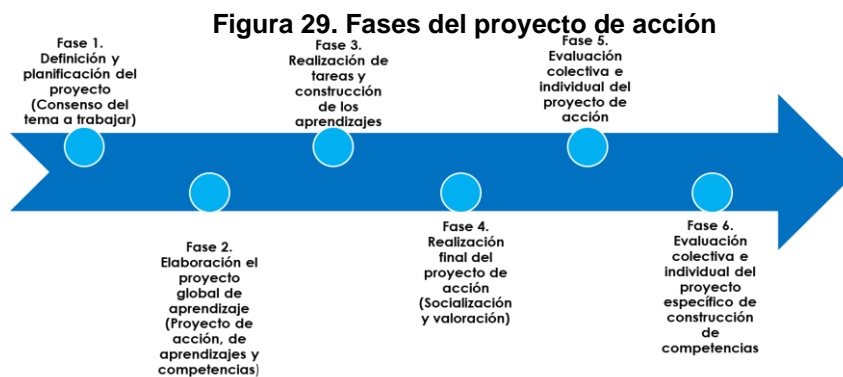 Figura 29. Fases del proyecto de acción
Fase 1.
Definición y
planificación del
proyecto
(Consenso del
tema a trabajar)
Fase 2.
Elaboración el
proyecto
global de
aprendizaje
(Proyecto de
acción, de
aprendizajes y
competencias)
Fase 3.
Realización de
tareas y
construcción
de los
aprendizajes
Fase 4.
Realización
final del
proyecto de
acción
(Socialización
y valoración)
Fase 5.
Evaluación
colectiva e
individual del
proyecto de
acción
Fase 6.
Evaluación
colectiva e
individual del
proyecto
específico de
construcción
de
competencias